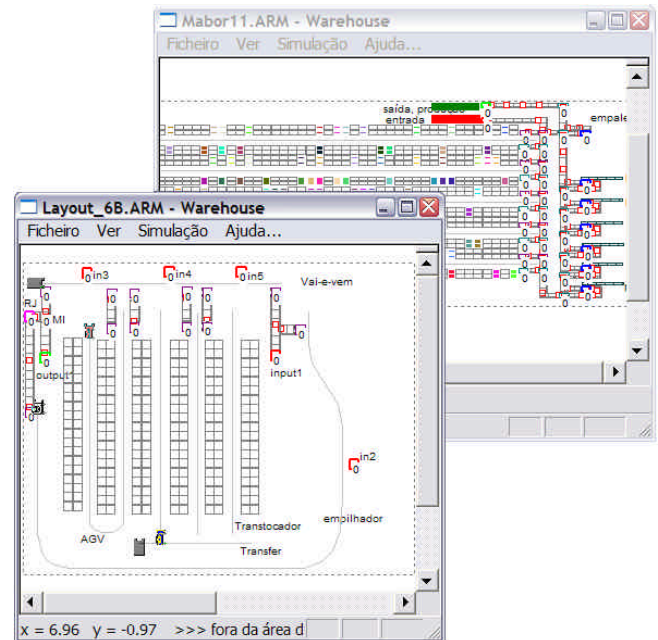 Mabor11.ARM - Warehouse
Ficheiro Ver Simulação Ajuda...
saída, produção
entrada
empale
Layout_6B.ARM - Warehouse
Ficheiro Ver Simulação Ajuda...
in3
in4
in5
Vai-e-vem
RJ
MI
output1
input1
in2
empilhador
Transtocador
AGV
Transfer
x = 6.96 y = -0.97 >>> fora da área d